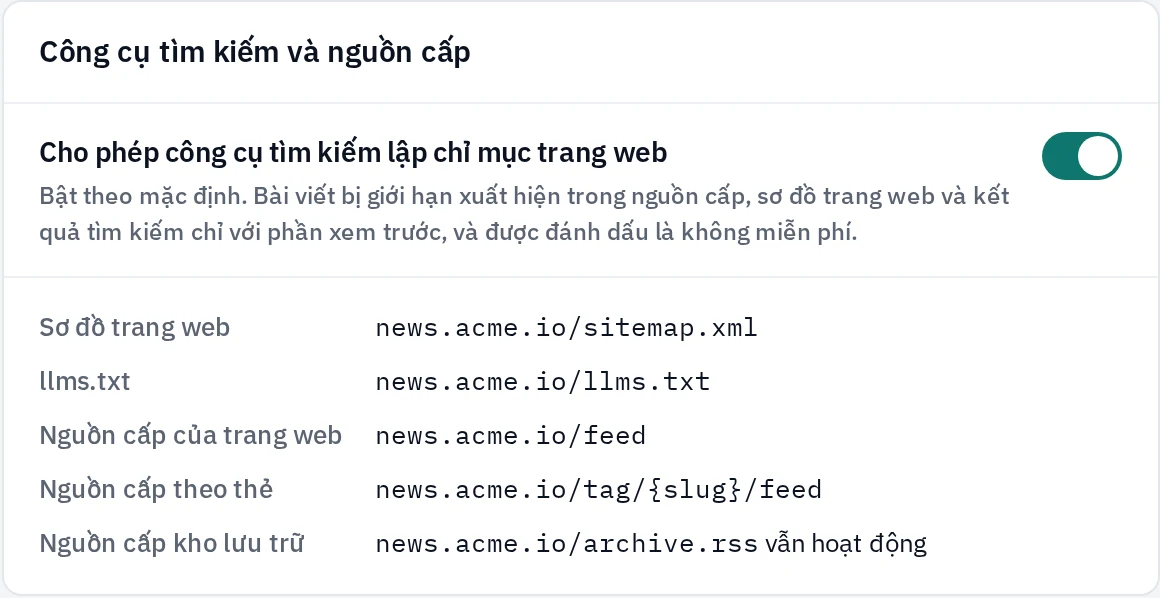 Công cụ tìm kiếm và nguồn cấp
Cho phép công cụ tìm kiếm lập chỉ mục trang web
Bật theo mặc định. Bài viết bị giới hạn xuất hiện trong nguồn cấp, sơ đồ trang web và kết
quả tìm kiếm chỉ với phần xem trước, và được đánh dấu là không miễn phí.
Sơ đồ trang web news.acme.io/sitemap.xml
llms.txt news.acme.io/llms.txt
Nguồn cấp của trang web news.acme.io/feed
Nguồn cấp theo thẻ news.acme.io/tag/{slug}/feed
Nguồn cấp kho lưu trữ news.acme.io/archive.rss vẫn hoạt động